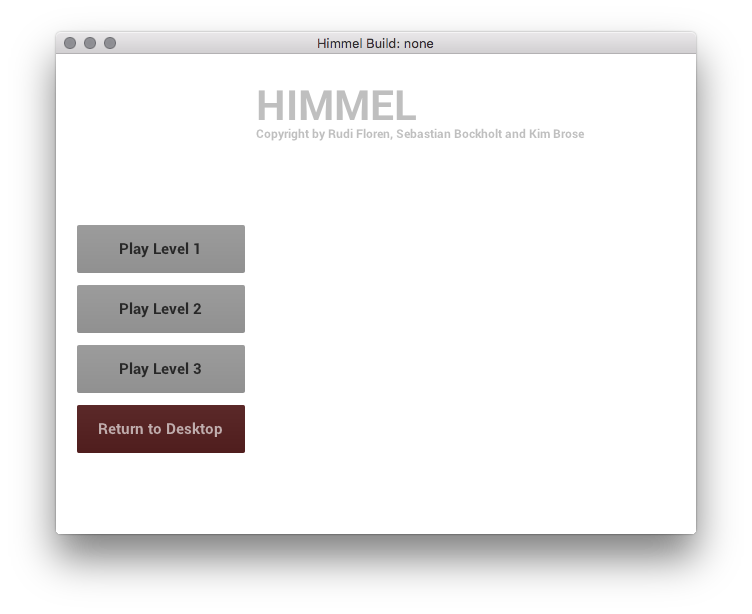 Himmel Build: none
HIMMEL
Copyright by Rudi Floren, Sebastian Bockholt and Kim Brose
Play Level 1
Play Level 2
Play Level 3
Return to Desktop